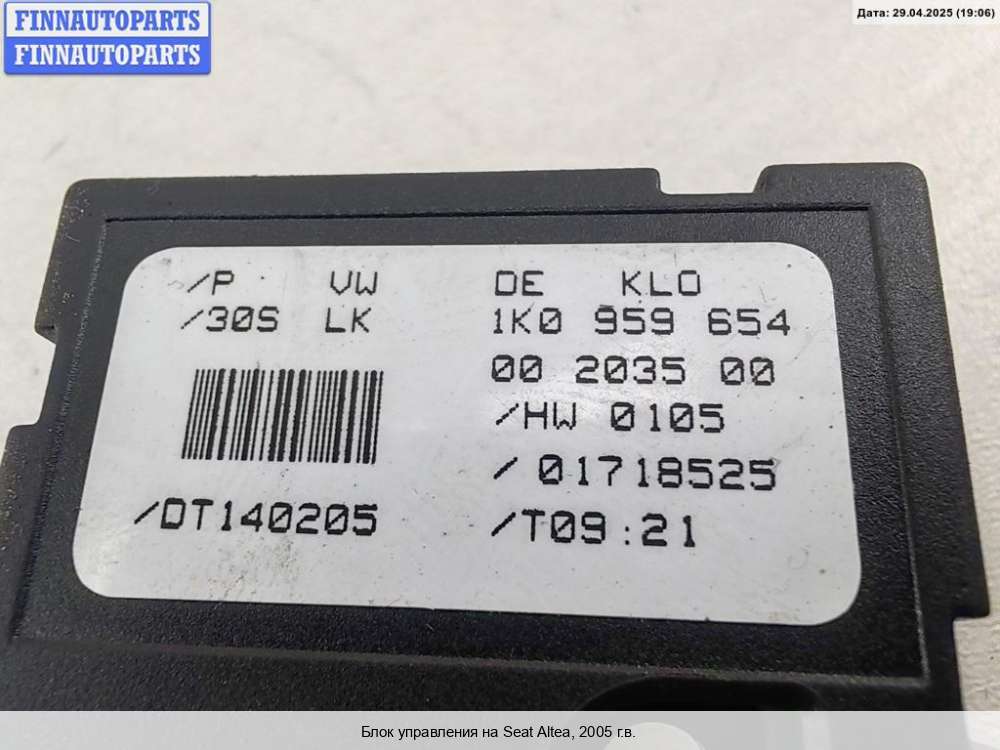 FINNAUTOPARTS
FINNAUTOPARTS
Дата: 29.04.2025 (19:06)
/P VW DE KLO
/30S LK 1K0 959 654
00 2035 00
/HW 0105
/01718525
/DT140205 /T09:21
Блок управления на Seat Altea, 2005 г.в.